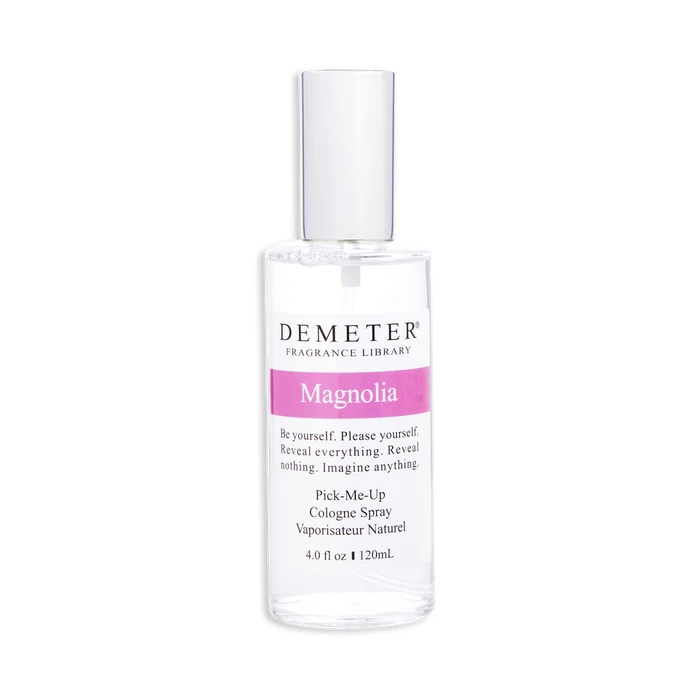 DEMETER®
FRAGRANCE LIBRARY
Magnolia
Be yourself. Please yourself.
Reveal everything. Reveal
nothing. Imagine anything.
Pick-Me-Up
Cologne Spray
Vaporisateur Naturel
4.0 fl oz ▮ 120mL